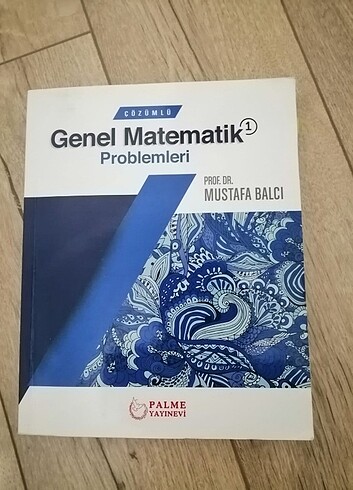 ÇÖZÜMLÜ
Genel Matematik 1
Problemleri
PROF. DR.
MUSTAFA BALCI
PALME
YAYINEVİ